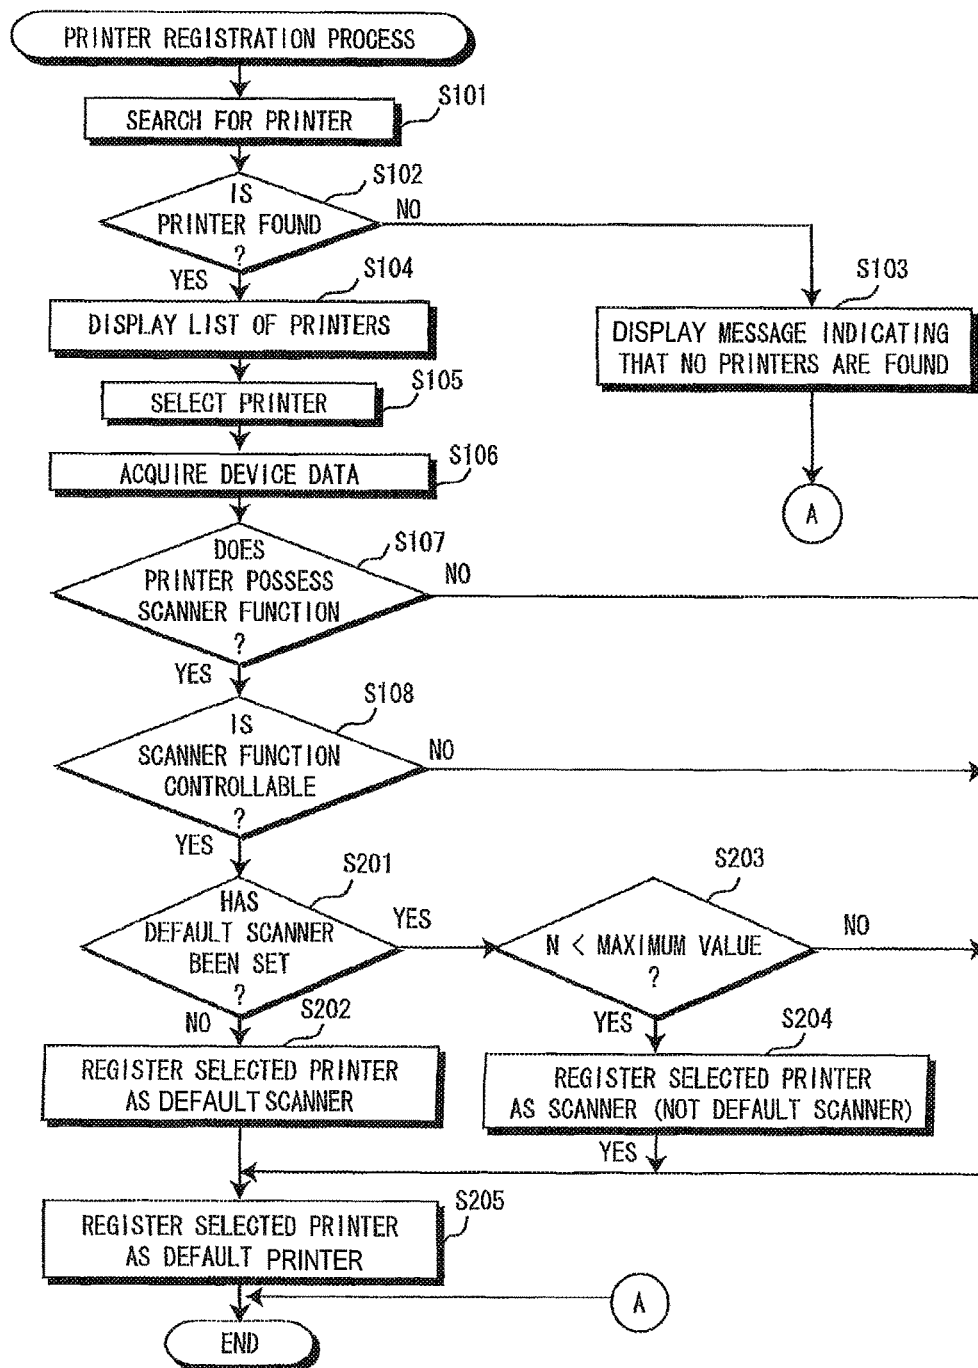 PRINTER REGISTRATION PROCESS
S101
SEARCH FOR PRINTER
S102
IS
PRINTER FOUND
?
NO
YES
S104
DISPLAY LIST OF PRINTERS
S103
DISPLAY MESSAGE INDICATING
THAT NO PRINTERS ARE FOUND
S105
SELECT PRINTER
S106
ACQUIRE DEVICE DATA
A
S107
DOES
PRINTER POSSESS
SCANNER FUNCTION
?
NO
YES
S108
IS
SCANNER FUNCTION
CONTROLLABLE
?
NO
YES
S201
HAS
DEFAULT SCANNER
BEEN SET
?
YES
NO
S203
N < MAXIMUM VALUE
?
NO
YES
S202
REGISTER SELECTED PRINTER
AS DEFAULT SCANNER
S204
REGISTER SELECTED PRINTER
AS SCANNER (NOT DEFAULT SCANNER)
YES
S205
REGISTER SELECTED PRINTER
AS DEFAULT PRINTER
A
END